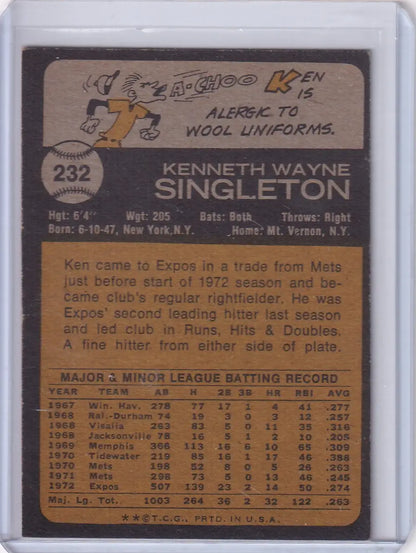 A-CHOO KEN
IS
ALERGIC TO
WOOL UNIFORMS.
232
KENNETH WAYNE
SINGLETON
Hgt: 6'4" Wgt: 205 Bats: Both Throws: Right
Born: 6-10-47, New York, N.Y. Home: Mt. Vernon, N.Y.
Ken came to Expos in a trade from Mets
just before start of 1972 season and be-
came club's regular rightfielder. He was
Expos' second leading hitter last season
and led club in Runs, Hits & Doubles.
A fine hitter from either side of plate.
MAJOR & MINOR LEAGUE BATTING RECORD
YEAR TEAM AB H 2B 3B HR RBI AVG
1967 Win. Hav. 278 77 17 1 4 41 .277
1968 Ral.-Durham 74 19 3 0 3 12 .257
1968 Visalia 263 83 5 0 11 35 .316
1968 Jacksonville 78 16 5 1 2 10 .205
1969 Memphis 366 113 16 6 10 65 .309
1970 Tidewater 219 85 16 1 17 46 .388
1970 Mets 198 52 8 0 5 26 .263
1971 Mets 298 73 5 0 13 46 .245
1972 Expos 507 139 23 2 14 50 .274
Maj. Lg. Tot. 1003 264 36 2 32 122 .263
**©T.C.G., PRTD. IN U.S.A.